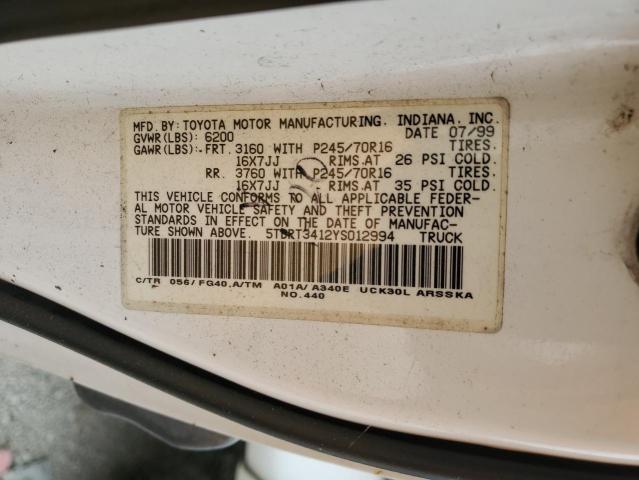 MFD. BY: TOYOTA MOTOR MANUFACTURING, INDIANA, INC.
GVWR(LBS): 6200 DATE 07/99
GAWR(LBS):-FRT. 3160 WITH P245/70R16 TIRES.
16X7JJ RIMS.AT 26 PSI COLD.
RR. 3760 WITH P245/70R16 TIRES.
16X7JJ RIMS.AT 35 PSI COLD.
THIS VEHICLE CONFORMS TO ALL APPLICABLE FEDER-
AL MOTOR VEHICLE SAFETY AND THEFT PREVENTION
STANDARDS IN EFFECT ON THE DATE OF MANUFAC-
TURE SHOWN ABOVE. 5TBRT3412YS012994 TRUCK
C/TR 056/FG40,A/TM A01A/A340E UCK30L ARSSKA
NO.440